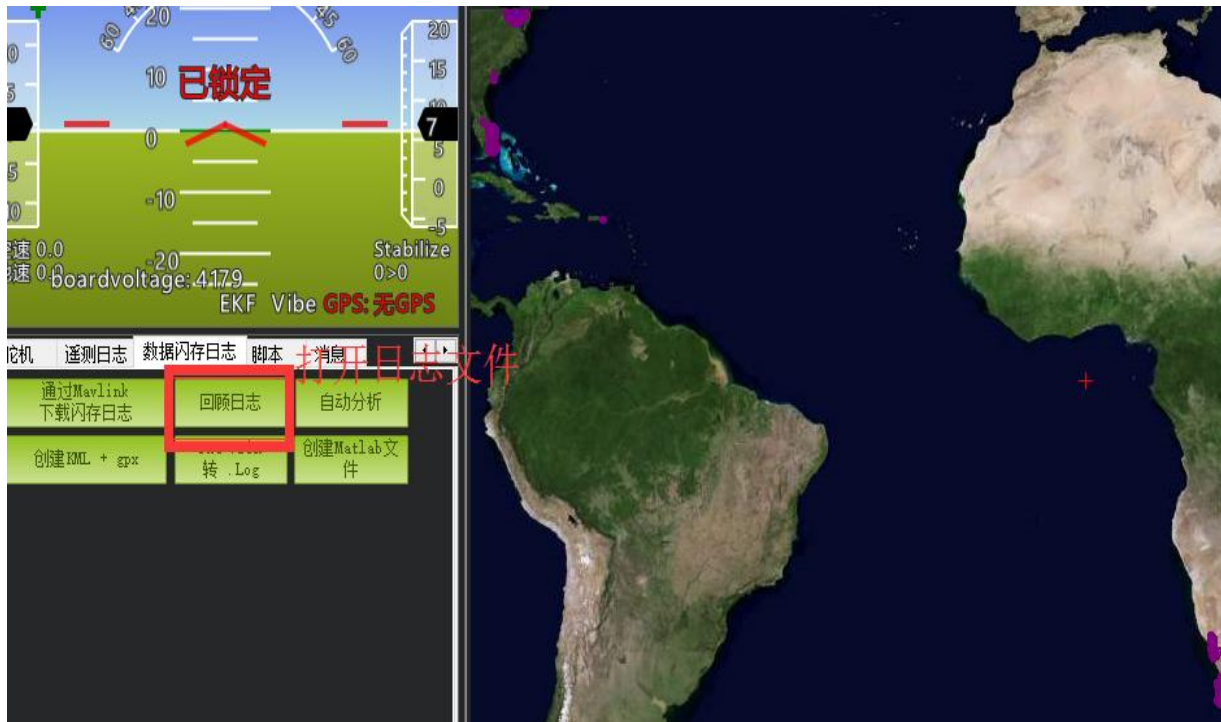 20
60
60
20
15
10
已锁定
10
7
0
5
0
-10
-5
速 0.0
Stabilize
速 0.0
-20
0>0
boardvoltage: 4179
EKF Vibe GPS: 无GPS
遥测日志 数据闪存日志 脚本 消息
打开日志文件
通过Mavlink
下载闪存日志
回顾日志
自动分析
创建KML + gpx
转 .Log
创建Matlab文
件